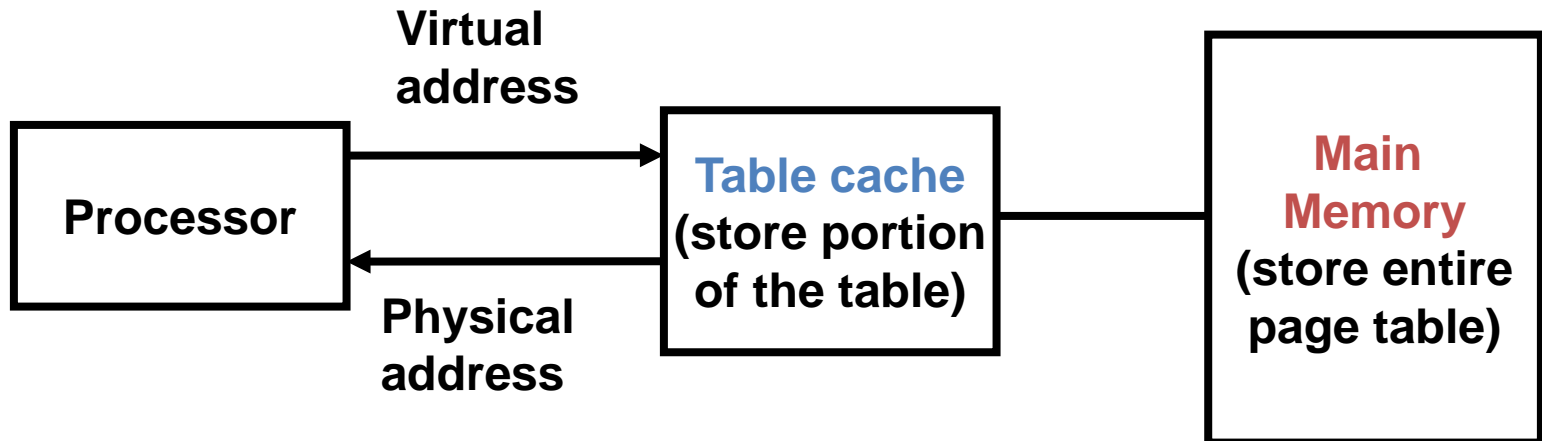 Virtual
address
Processor
Physical
address
Table cache
(store portion
of the table)
Main
Memory
(store entire
page table)